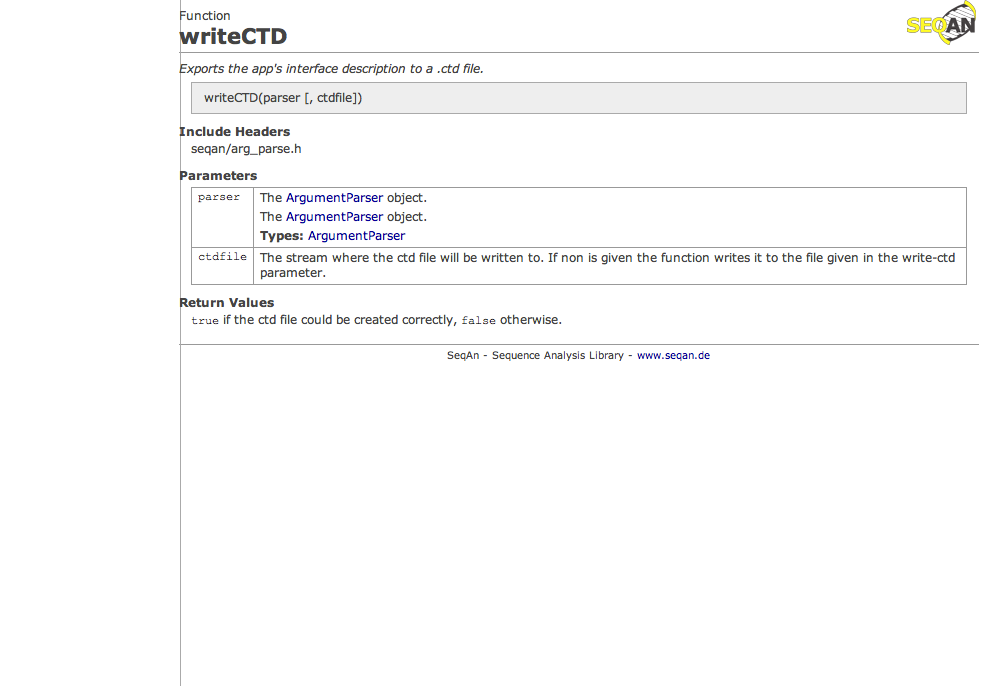 Function
writeCTD
SEQAN
Exports the app's interface description to a .ctd file.
writeCTD(parser [, ctdfile])
Include Headers
seqan/arg_parse.h
Parameters
parser The ArgumentParser object.
The ArgumentParser object.
Types: ArgumentParser
ctdfile The stream where the ctd file will be written to. If non is given the function writes it to the file given in the write-ctd
parameter.
Return Values
true if the ctd file could be created correctly, false otherwise.
SeqAn - Sequence Analysis Library - www.seqan.de